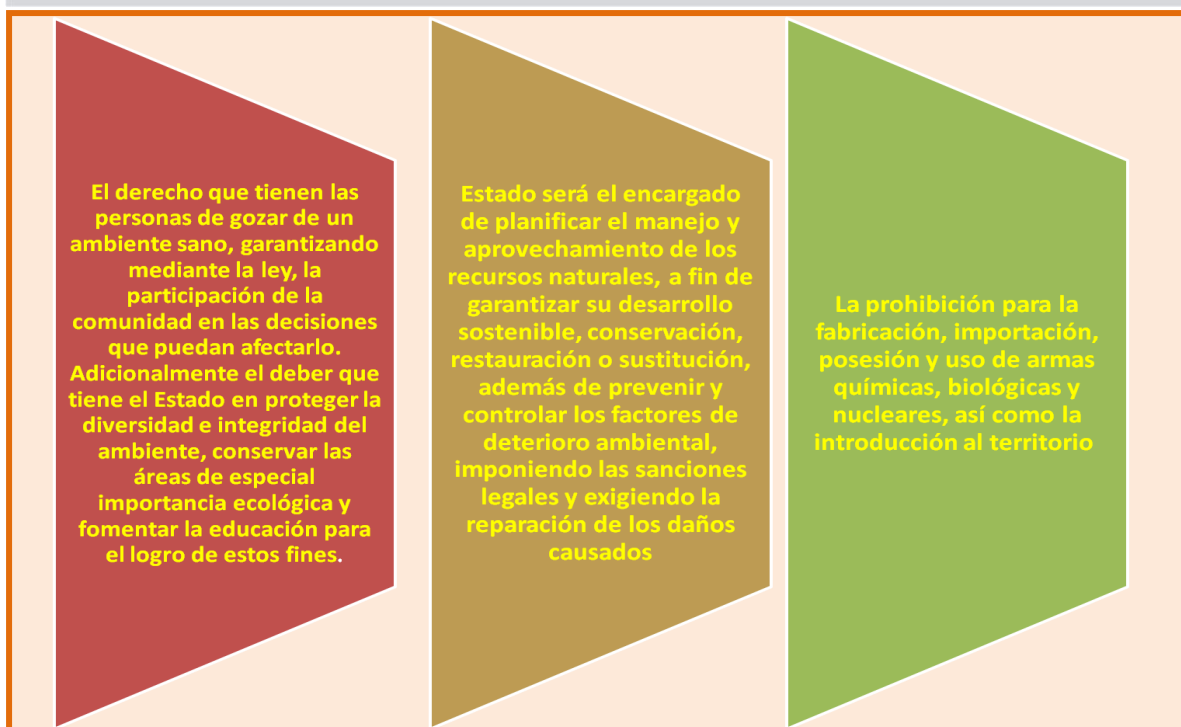 El derecho que tienen las
personas de gozar de un
ambiente sano, garantizando
mediante la ley, la
participación de la
comunidad en las decisiones
que puedan afectarlo.
Adicionalmente el deber que
tiene el Estado en proteger la
diversidad e integridad del
ambiente, conservar las
áreas de especial
importancia ecológica y
fomentar la educación para
el logro de estos fines.
Estado será el encargado
de planificar el manejo y
aprovechamiento de los
recursos naturales, a fin de
garantizar su desarrollo
sostenible, conservación,
restauración o sustitución,
además de prevenir y
controlar los factores de
deterioro ambiental,
imponiendo las sanciones
legales y exigiendo la
reparación de los daños
causados
La prohibición para la
fabricación, importación,
posesión y uso de armas
químicas, biológicas y
nucleares, así como la
introducción al territorio